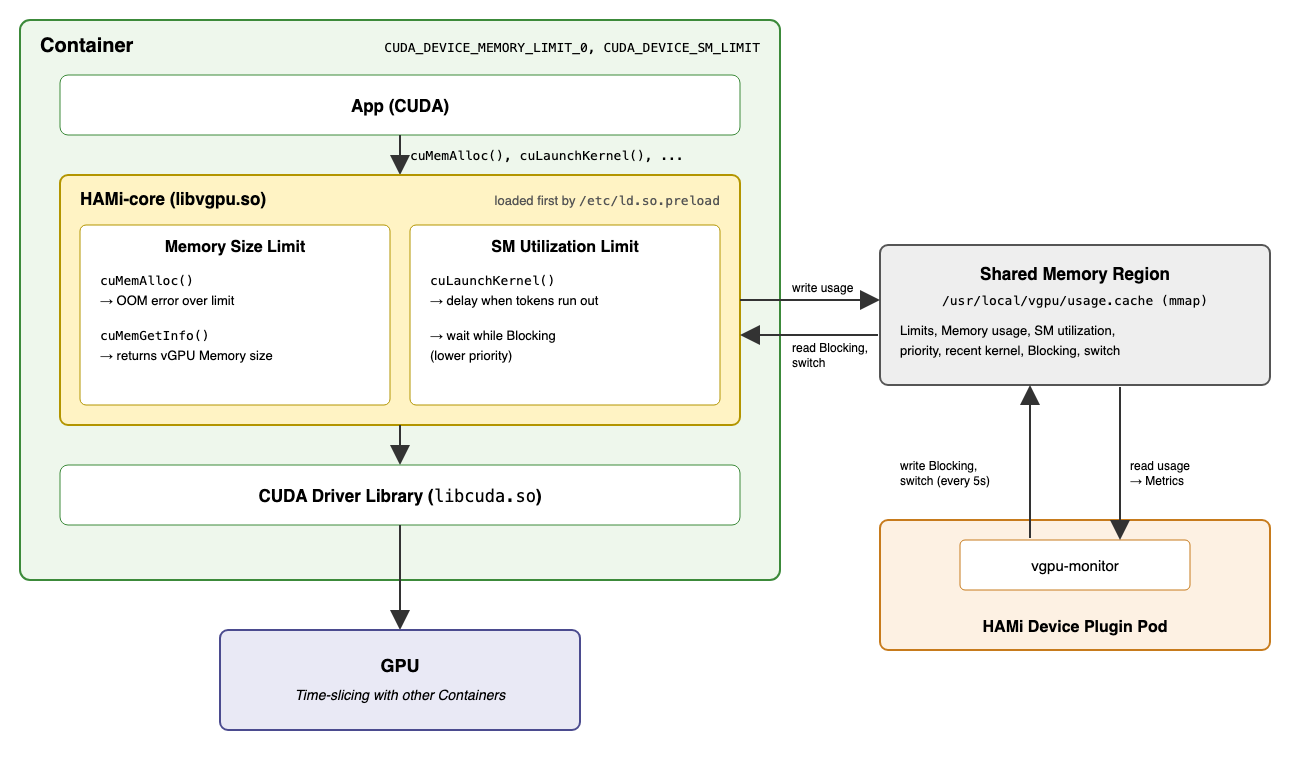 Container
CUDA_DEVICE_MEMORY_LIMIT_0, CUDA_DEVICE_SM_LIMIT
App (CUDA)
cuMemAlloc(), cuLaunchKernel(), ...
HAMi-core (libvgpu.so)
loaded first by /etc/ld.so.preload
Memory Size Limit
cuMemAlloc()
→ OOM error over limit
cuMemGetInfo()
→ returns vGPU Memory size
SM Utilization Limit
cuLaunchKernel()
→ delay when tokens run out
→ wait while Blocking
(lower priority)
write usage
read Blocking,
switch
Shared Memory Region
/usr/local/vgpu/usage.cache (mmap)
Limits, Memory usage, SM utilization,
priority, recent kernel, Blocking, switch
CUDA Driver Library (libcuda.so)
write Blocking,
switch (every 5s)
read usage
→ Metrics
vgpu-monitor
HAMi Device Plugin Pod
GPU
Time-slicing with other Containers